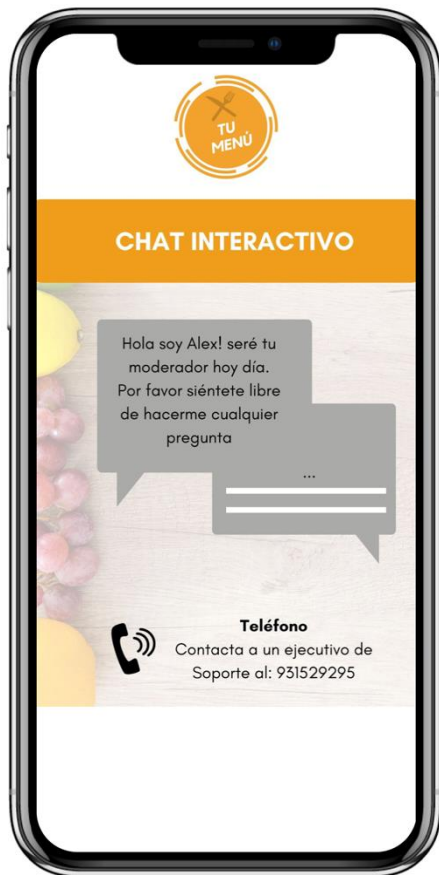 TU
MENÚ
CHAT INTERACTIVO
Hola soy Alex! seré tu
moderador hoy día.
Por favor siéntete libre
de hacerme cualquier
pregunta
...
Teléfono
Contacta a un ejecutivo de
Soporte al: 931529295